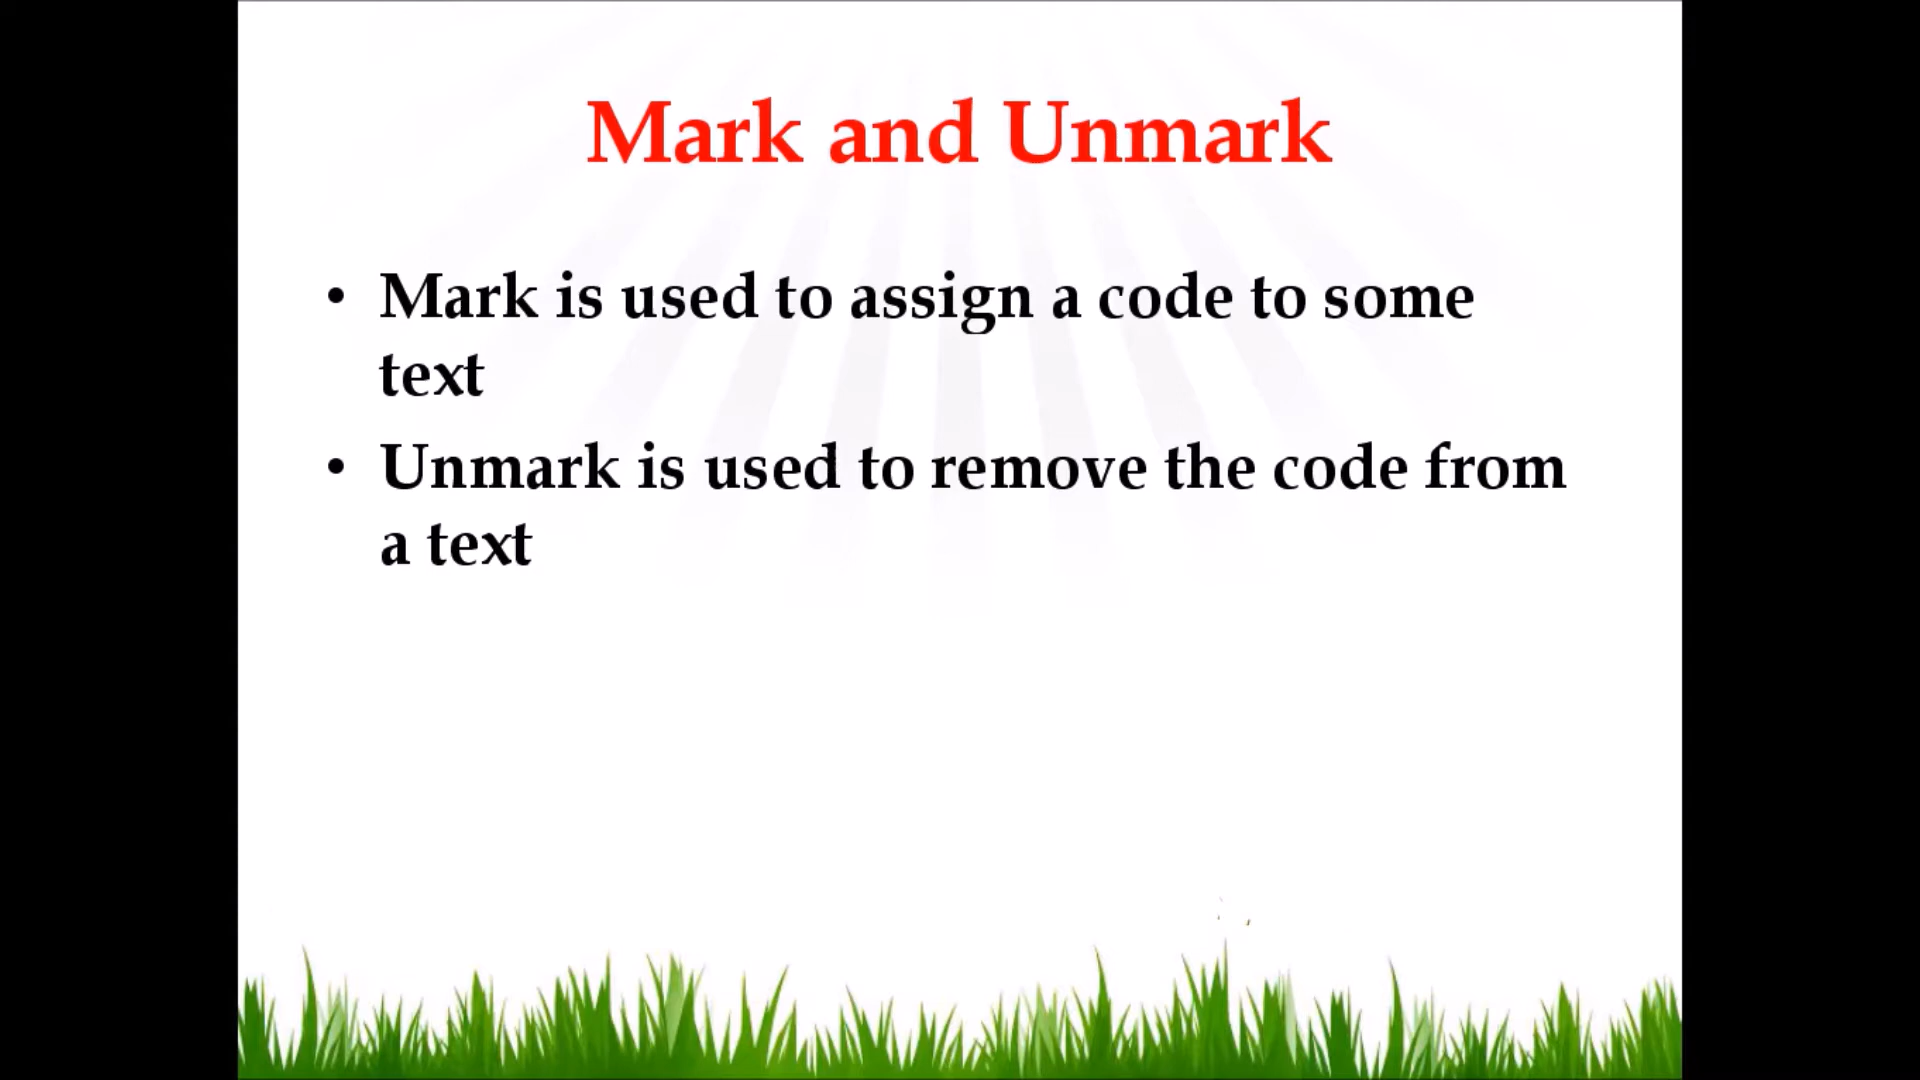 Mark and Unmark
• Mark is used to assign a code to some
text
• Unmark is used to remove the code from
a text